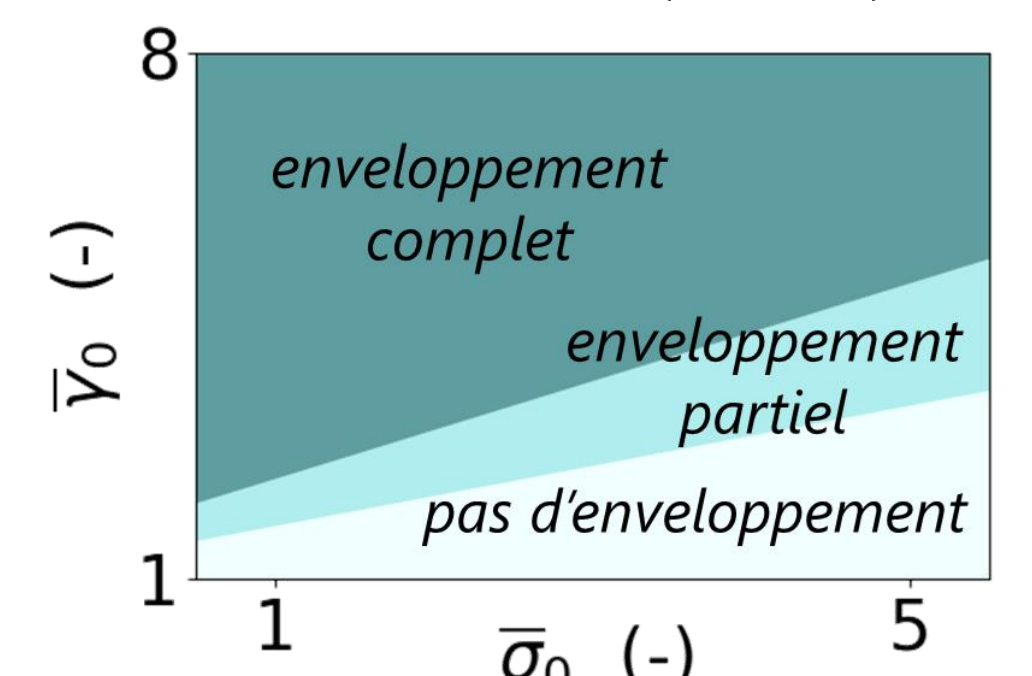 8
enveloppement
complet
γ̅₀ (-)
enveloppement
partiel
pas d'enveloppement
1
1 5
σ̅₀ (-)